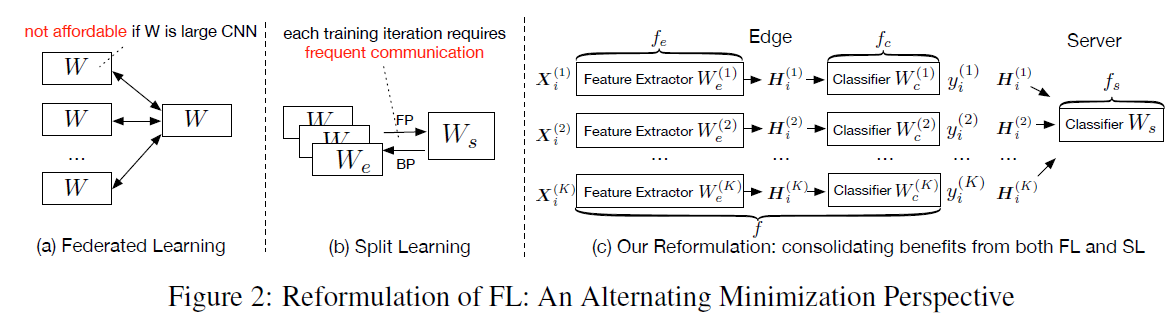 not affordable if W is large CNN
W
W
W
...
W
(a) Federated Learning
each training iteration requires
frequent communication
W
W
W_e
FP
BP
W_s
(b) Split Learning
f_e Edge f_c Server
X_i^{(1)} Feature Extractor W_e^{(1)} H_i^{(1)} Classifier W_c^{(1)} y_i^{(1)} H_i^{(1)} f_s
X_i^{(2)} Feature Extractor W_e^{(2)} H_i^{(2)} Classifier W_c^{(2)} y_i^{(2)} H_i^{(2)} Classifier W_s
... ... ... ...
X_i^{(K)} Feature Extractor W_e^{(K)} H_i^{(K)} Classifier W_c^{(K)} y_i^{(K)} H_i^{(K)}
f
(c) Our Reformulation: consolidating benefits from both FL and SL
Figure 2: Reformulation of FL: An Alternating Minimization Perspective